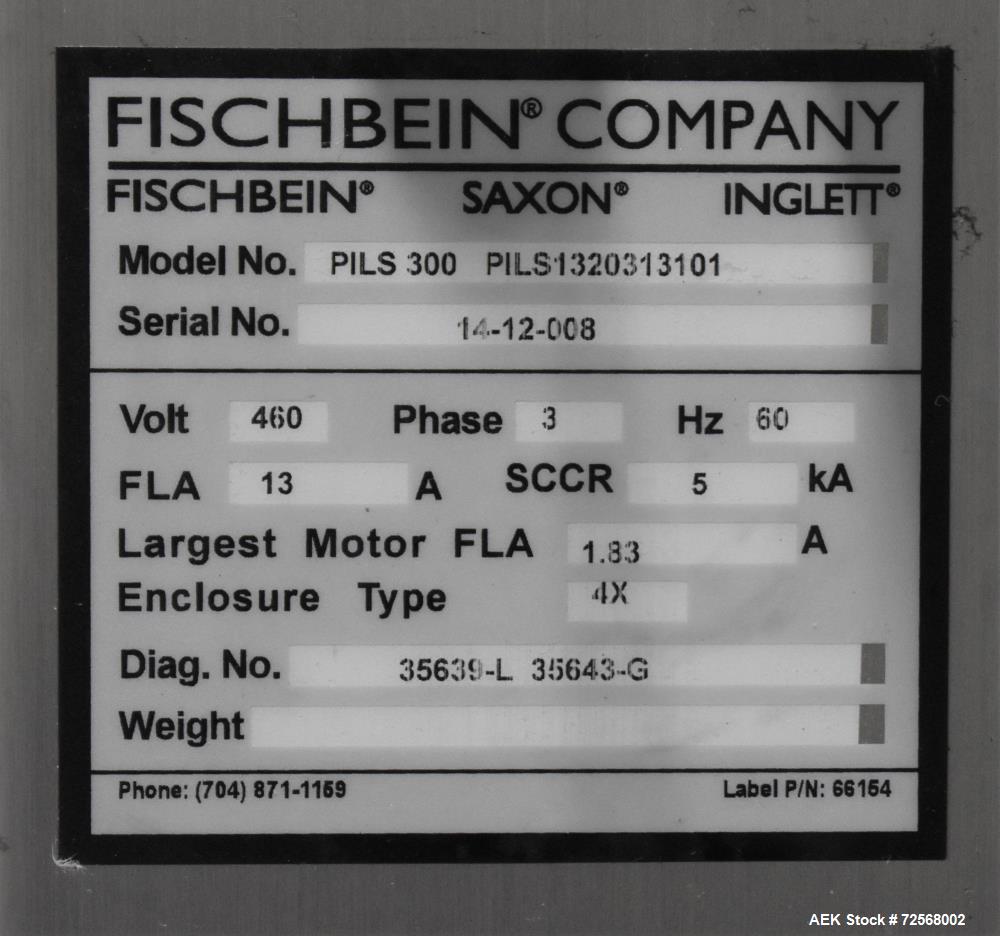 FISCHBEIN® COMPANY
FISCHBEIN® SAXON® INGLETT®
Model No. PILS 300 PILS1320313101
Serial No. 14-12-008
Volt 460 Phase 3 Hz 60
FLA 13 A SCCR 5 kA
Largest Motor FLA 1.83 A
Enclosure Type 4X
Diag. No. 35639-L 35643-G
Weight
Phone: (704) 871-1159 Label P/N: 66154
AEK Stock # 72568002